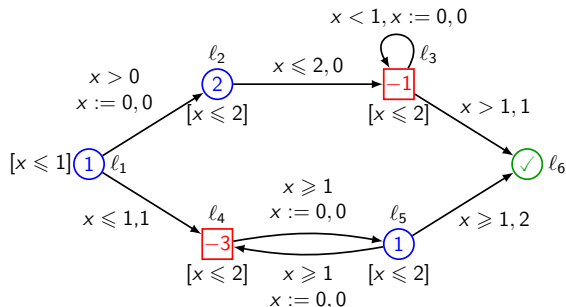 x < 1, x := 0, 0
ℓ2
ℓ3
x > 0
x := 0, 0
x ⩽ 2, 0
2
−1
x > 1, 1
[x ⩽ 2]
[x ⩽ 2]
[x ⩽ 1]
1
ℓ1
✓
ℓ6
x ⩽ 1,1
ℓ4
x ⩾ 1
x := 0, 0
ℓ5
x ⩾ 1, 2
−3
1
[x ⩽ 2]
x ⩾ 1
x := 0, 0
[x ⩽ 2]